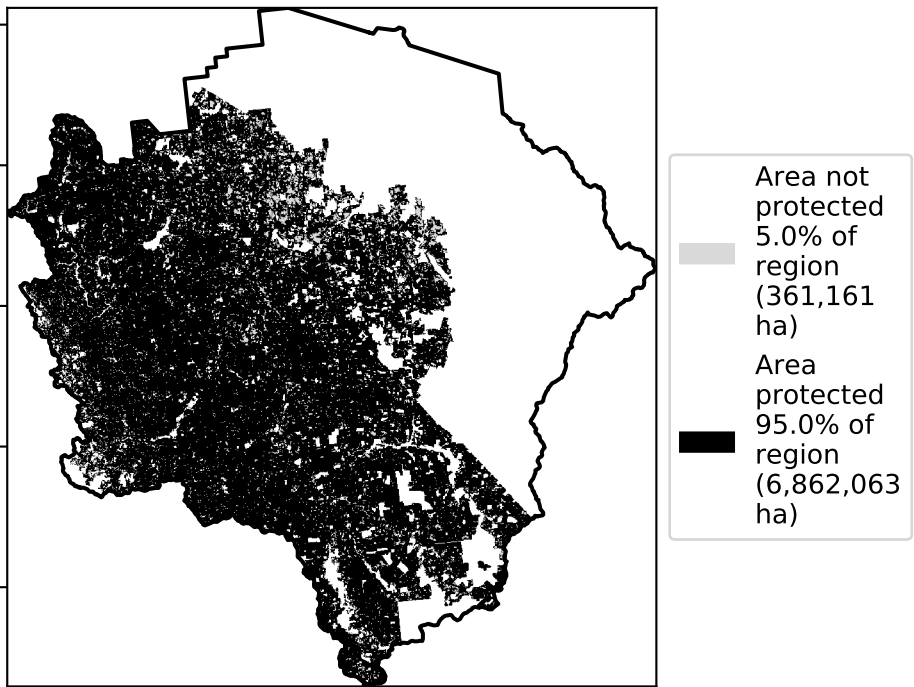 Area not
protected
5.0% of
region
(361,161
ha)
Area
protected
95.0% of
region
(6,862,063
ha)